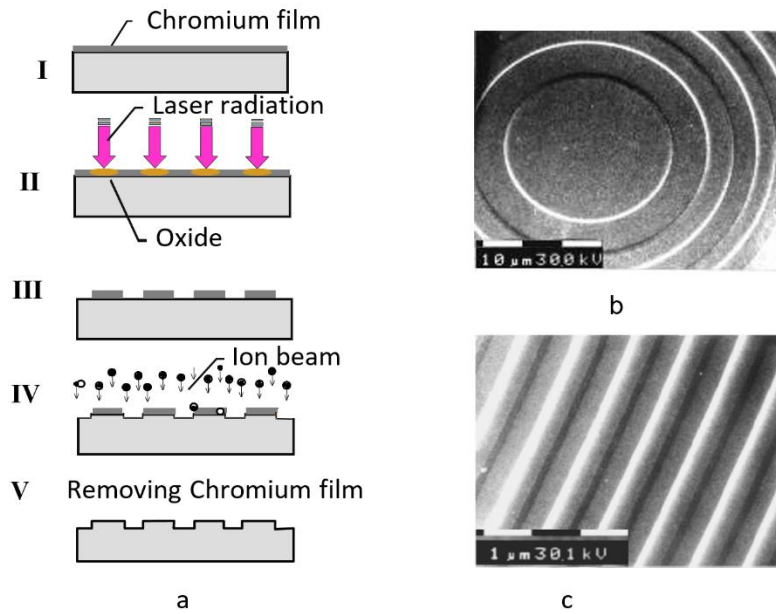 Chromium film
I
Laser radiation
II
Oxide
III
Ion beam
IV
V Removing Chromium film
a
10 µm 300 kV
b
1 µm 30.1 kV
c